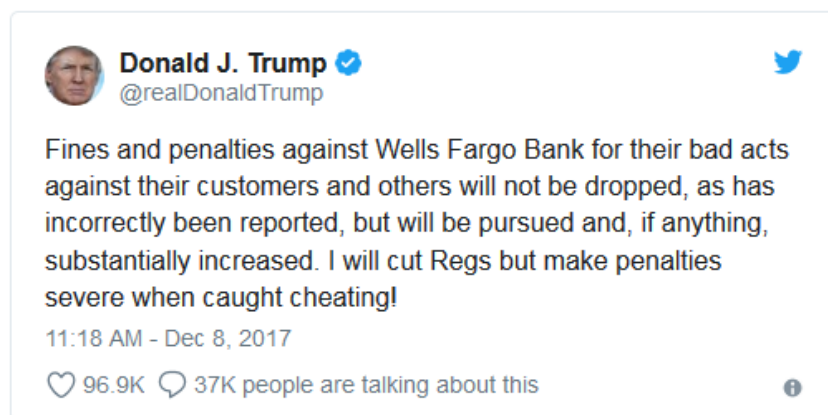 Donald J. Trump
@realDonaldTrump
Fines and penalties against Wells Fargo Bank for their bad acts
against their customers and others will not be dropped, as has
incorrectly been reported, but will be pursued and, if anything,
substantially increased. I will cut Regs but make penalties
severe when caught cheating!
11:18 AM - Dec 8, 2017
96.9K 37K people are talking about this